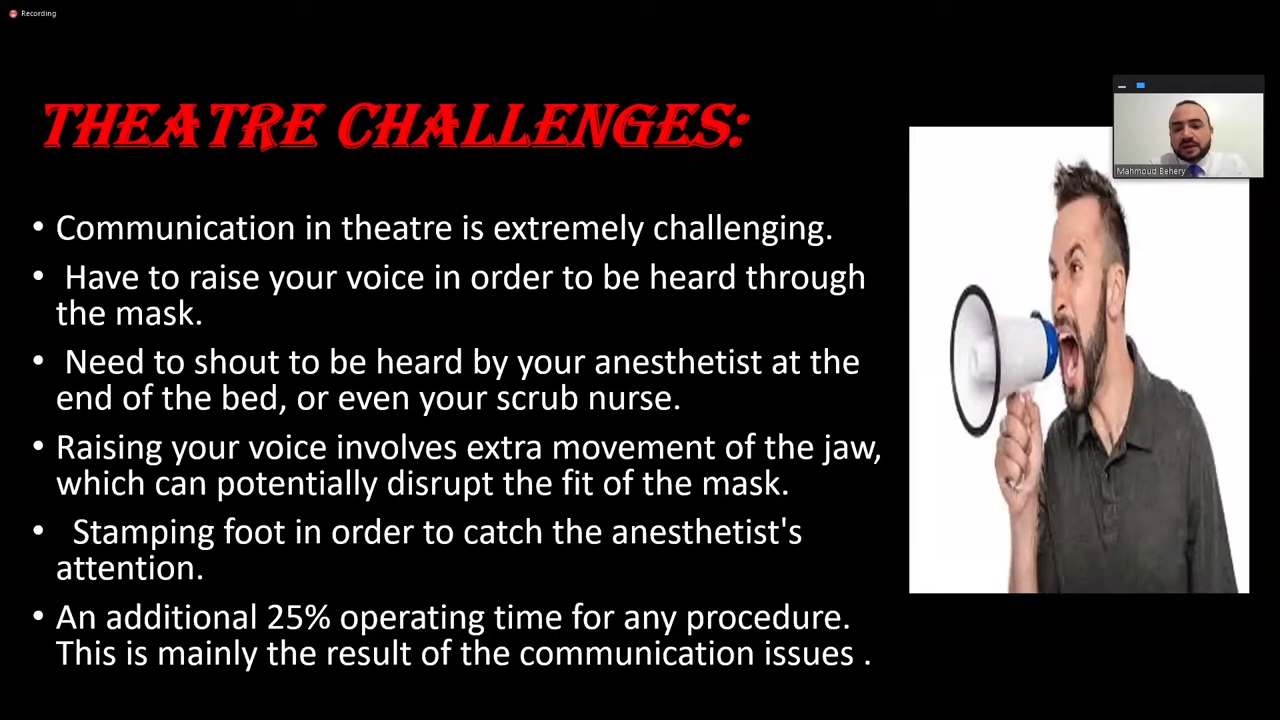 Recording
THEATRE CHALLENGES:
Mahmoud Behery
• Communication in theatre is extremely challenging.
• Have to raise your voice in order to be heard through
the mask.
• Need to shout to be heard by your anesthetist at the
end of the bed, or even your scrub nurse.
• Raising your voice involves extra movement of the jaw,
which can potentially disrupt the fit of the mask.
• Stamping foot in order to catch the anesthetist's
attention.
• An additional 25% operating time for any procedure.
This is mainly the result of the communication issues .